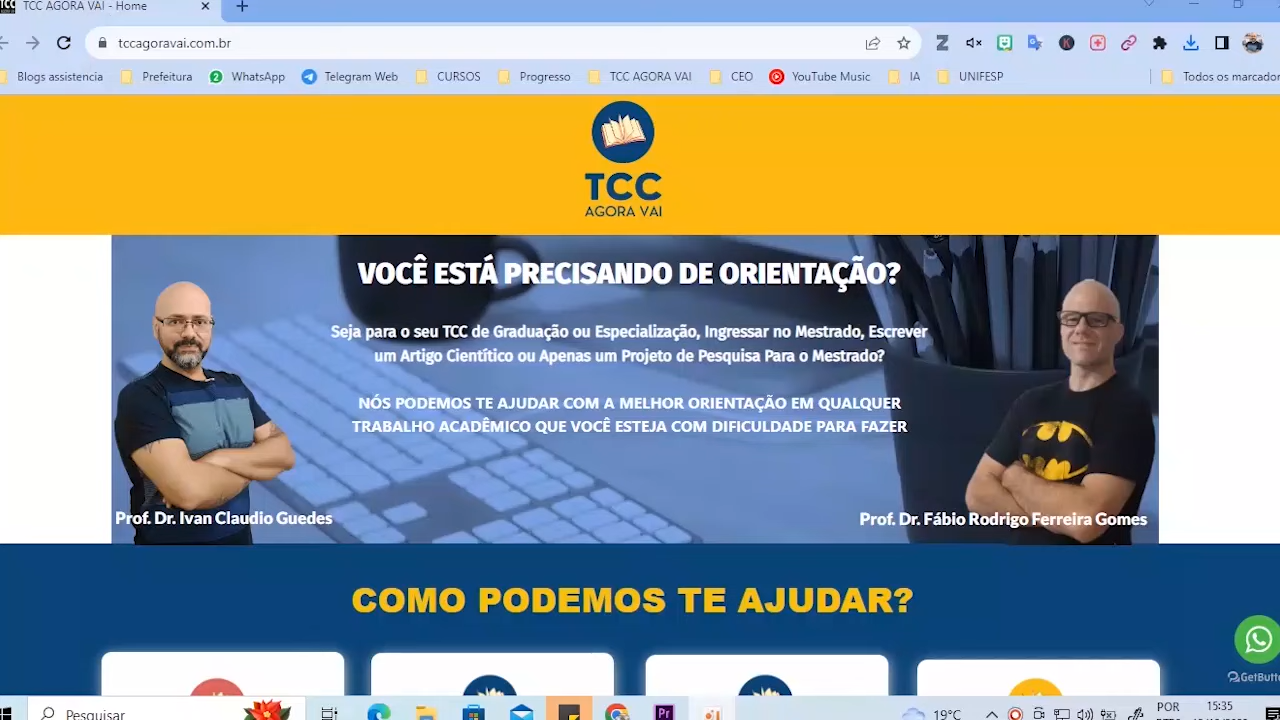 TCC AGORA VAI - Home
tccagoravai.com.br
Blogs assistencia
Prefeitura
WhatsApp
Telegram Web
CURSOS
Progresso
TCC AGORA VAI
CEO
YouTube Music
IA
UNIFESP
Todos os marcador
TCC
AGORA VAI
VOCÊ ESTÁ PRECISANDO DE ORIENTAÇÃO?
Seja para o seu TCC de Graduação ou Especialização, Ingressar no Mestrado, Escrever
um Artigo Científico ou Apenas um Projeto de Pesquisa Para o Mestrado?
NÓS PODEMOS TE AJUDAR COM A MELHOR ORIENTAÇÃO EM QUALQUER
TRABALHO ACADÊMICO QUE VOCÊ ESTEJA COM DIFICULDADE PARA FAZER
Prof. Dr. Ivan Claudio Guedes
Prof. Dr. Fábio Rodrigo Ferreira Gomes
COMO PODEMOS TE AJUDAR?
GetButt
Pesquisar
Pr
19°C
POR
15:35